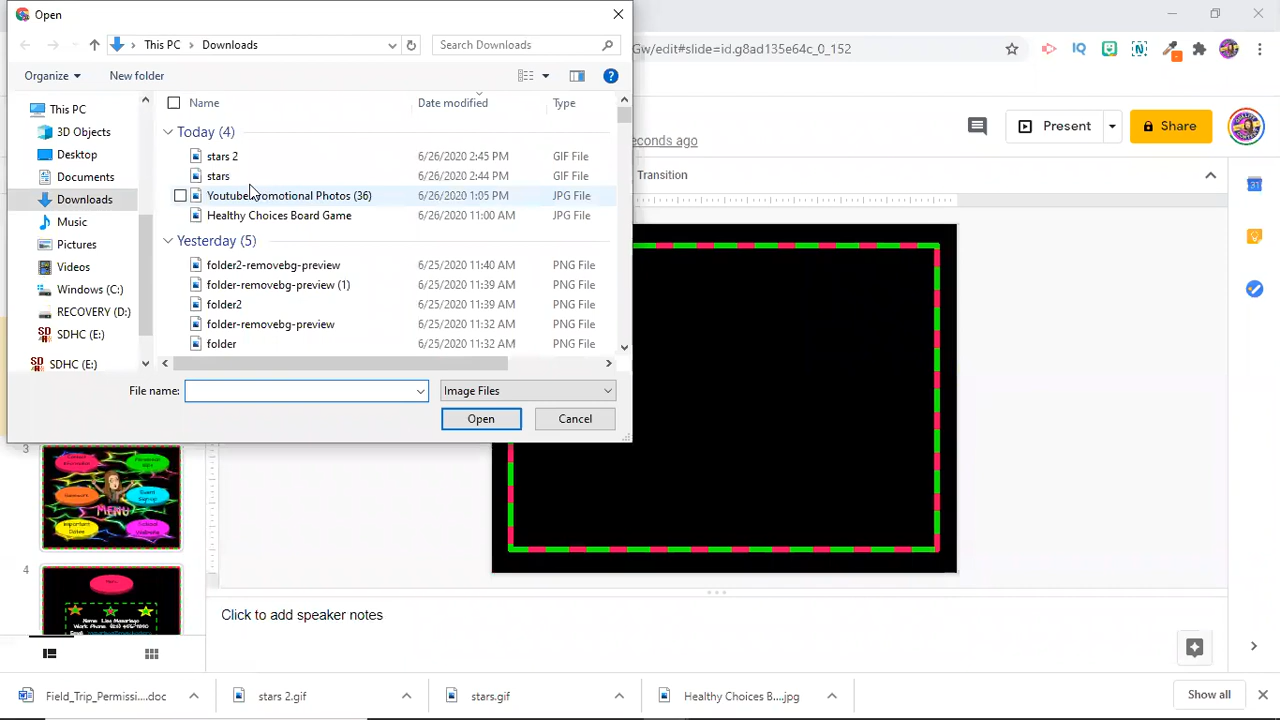 Open
This PC
Downloads
Search Downloads
Gw/edit#slide=id.g8ad135e64c_0_152
Organize
New folder
This PC
3D Objects
Desktop
Documents
Downloads
Music
Pictures
Videos
Windows (C:)
RECOVERY (D:)
SDHC (E:)
SDHC (E:)
Name
Date modified
Type
Today (4)
stars 2 6/26/2020 2:45 PM GIF File
stars 6/26/2020 2:44 PM GIF File
Youtube Promotional Photos (36) 6/26/2020 1:05 PM JPG File
Healthy Choices Board Game 6/26/2020 11:00 AM JPG File
Yesterday (5)
folder2-removebg-preview 6/25/2020 11:40 AM PNG File
folder-removebg-preview (1) 6/25/2020 11:39 AM PNG File
folder2 6/25/2020 11:39 AM PNG File
folder-removebg-preview 6/25/2020 11:32 AM PNG File
folder 6/25/2020 11:32 AM PNG File
File name:
Image Files
Open
Cancel
econds ago
Present
Share
Transition
3
MENU
Important
Dates
School
Website
4
Click to add speaker notes
Field_Trip_Permissi....doc
stars 2.gif
stars.gif
Healthy Choices B....jpg
Show all